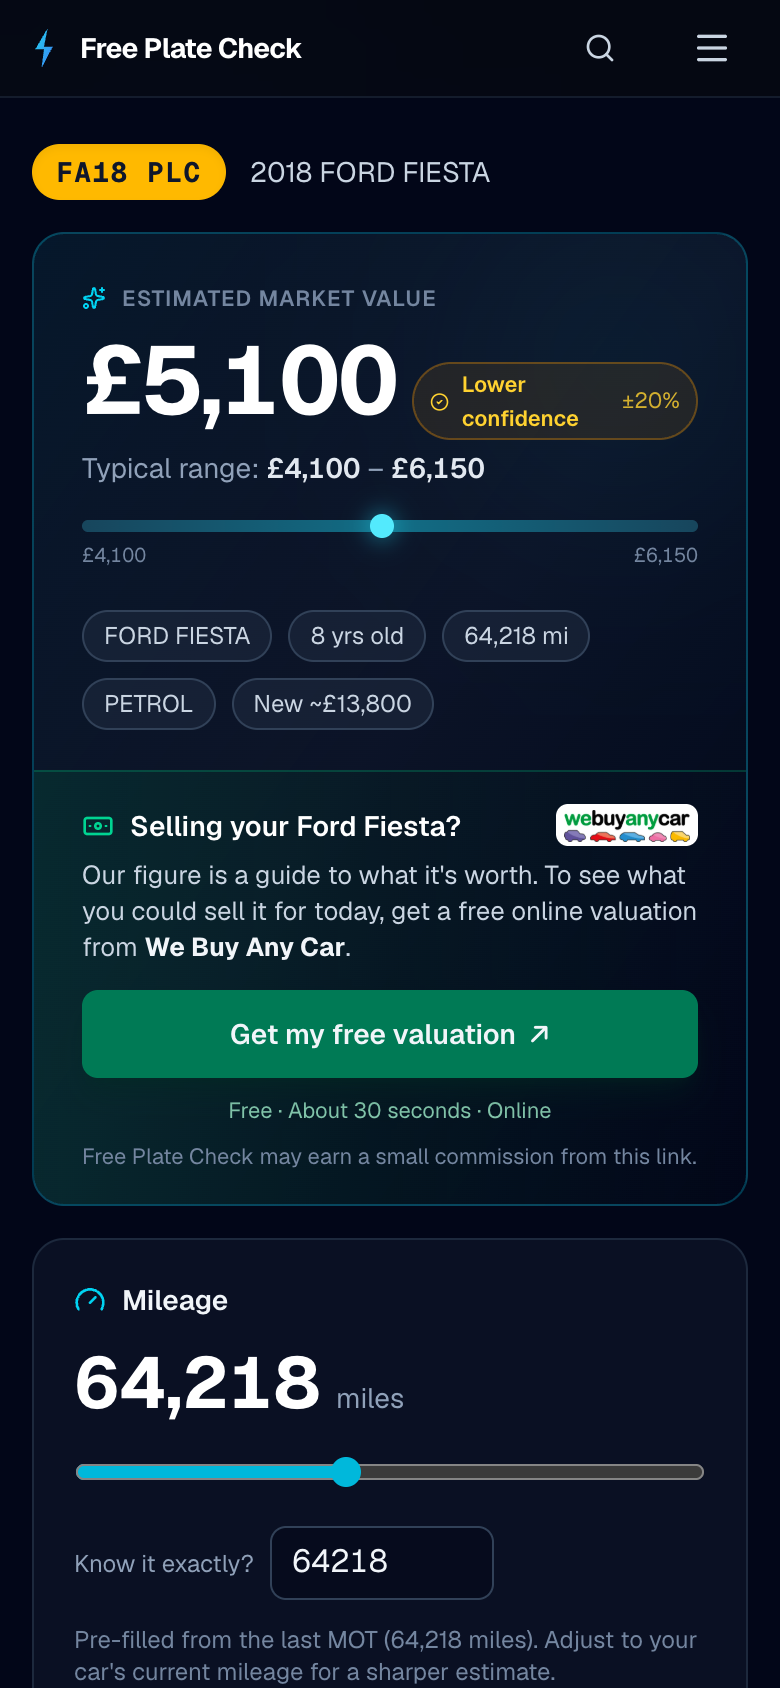 Free Plate Check
FA18 PLC 2018 FORD FIESTA
ESTIMATED MARKET VALUE
£5,100
Lower confidence ±20%
Typical range: £4,100 – £6,150
£4,100 £6,150
FORD FIESTA 8 yrs old 64,218 mi
PETROL New ~£13,800
Selling your Ford Fiesta? webuyanycar
Our figure is a guide to what it's worth. To see what
you could sell it for today, get a free online valuation
from We Buy Any Car.
Get my free valuation ↗
Free · About 30 seconds · Online
Free Plate Check may earn a small commission from this link.
Mileage
64,218 miles
Know it exactly? 64218
Pre-filled from the last MOT (64,218 miles). Adjust to your
car's current mileage for a sharper estimate.